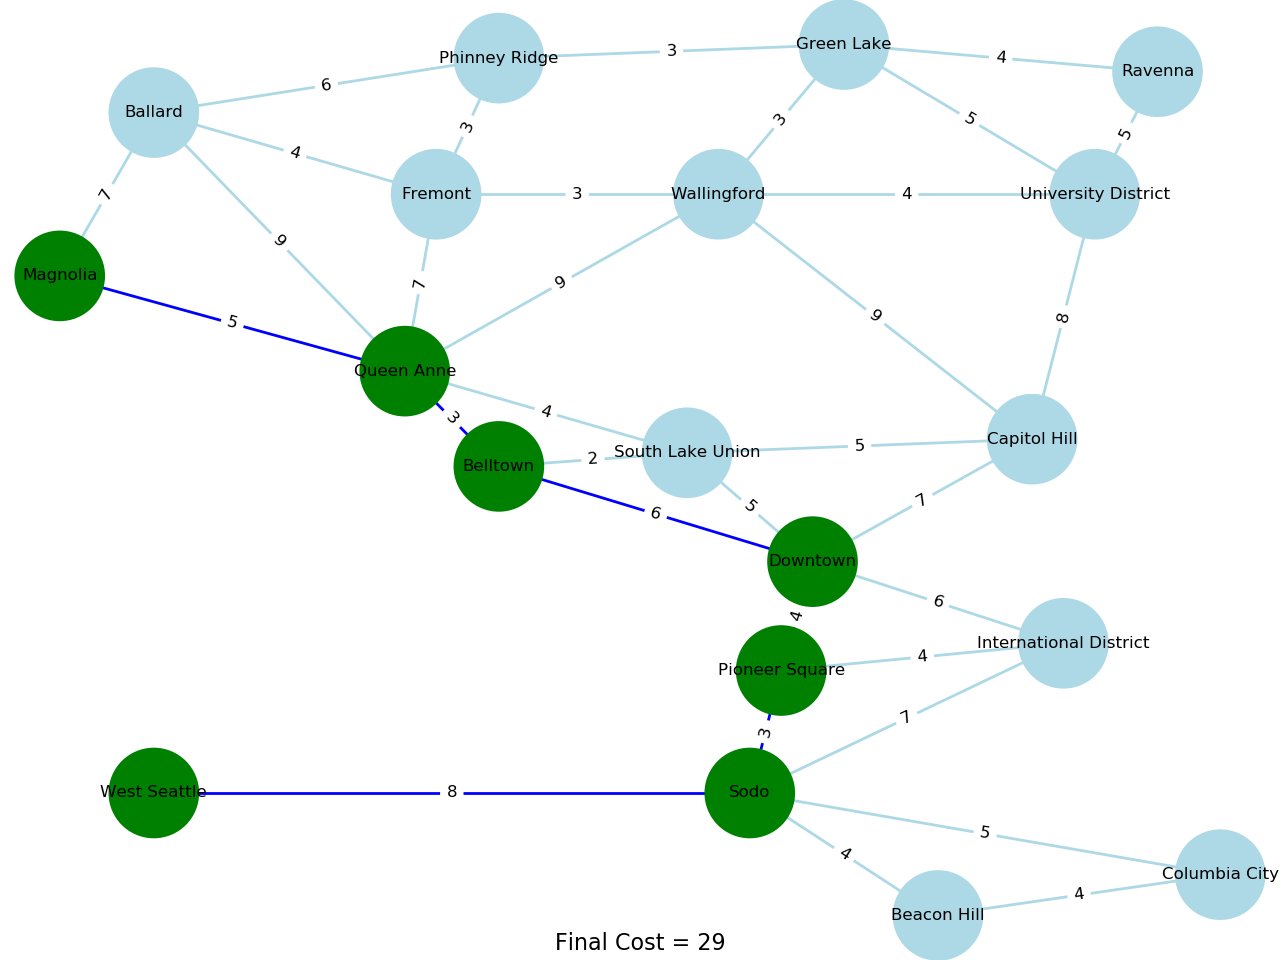 Green Lake
3
Phinney Ridge
4
Ravenna
6
Ballard
5
3
3
5
4
7
Fremont
3
Wallingford
4
University District
9
Magnolia
7
9
9
8
5
Queen Anne
4
3
Capitol Hill
5
South Lake Union
2
Belltown
7
5
6
Downtown
6
4
International District
4
Pioneer Square
7
3
West Seattle
8
Sodo
5
4
Columbia City
4
Beacon Hill
Final Cost = 29